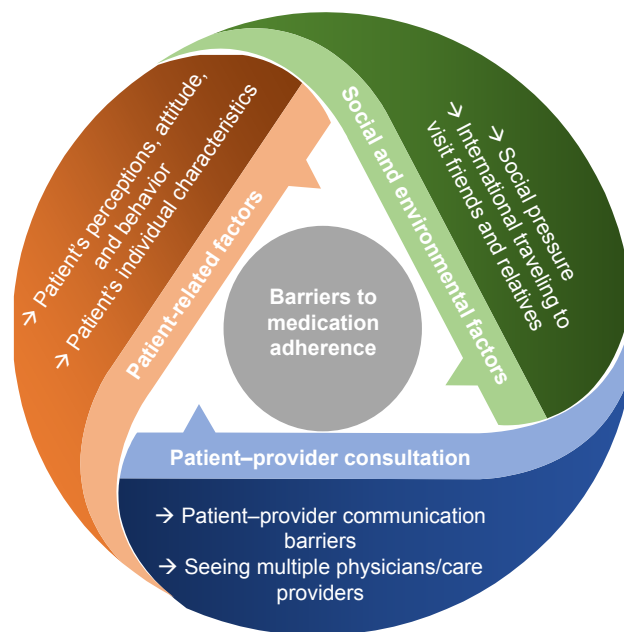 Barriers to
medication
adherence
Patient-related factors
→ Patient's perceptions, attitude,
and behavior
→ Patient's individual characteristics
Social and environmental factors
→ Social pressure
→ International traveling to
visit friends and relatives
Patient–provider consultation
→ Patient–provider communication
barriers
→ Seeing multiple physicians/care
providers